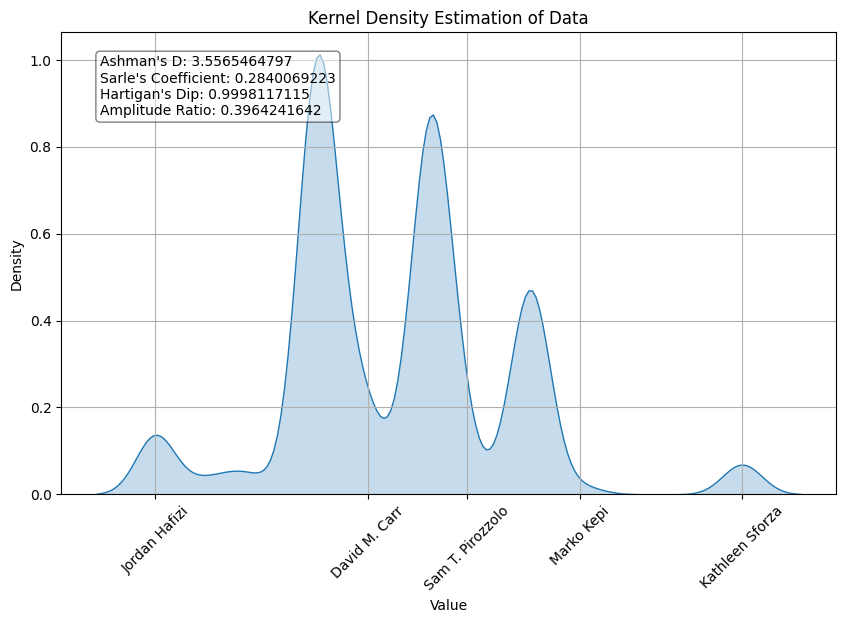 Kernel Density Estimation of Data
Ashman's D: 3.5565464797
Sarle's Coefficient: 0.2840069223
Hartigan's Dip: 0.9998117115
Amplitude Ratio: 0.3964241642
Density
1.0
0.8
0.6
0.4
0.2
0.0
Jordan Hafizi
David M. Carr
Sam T. Pirozzolo
Marko Kepi
Kathleen Sforza
Value